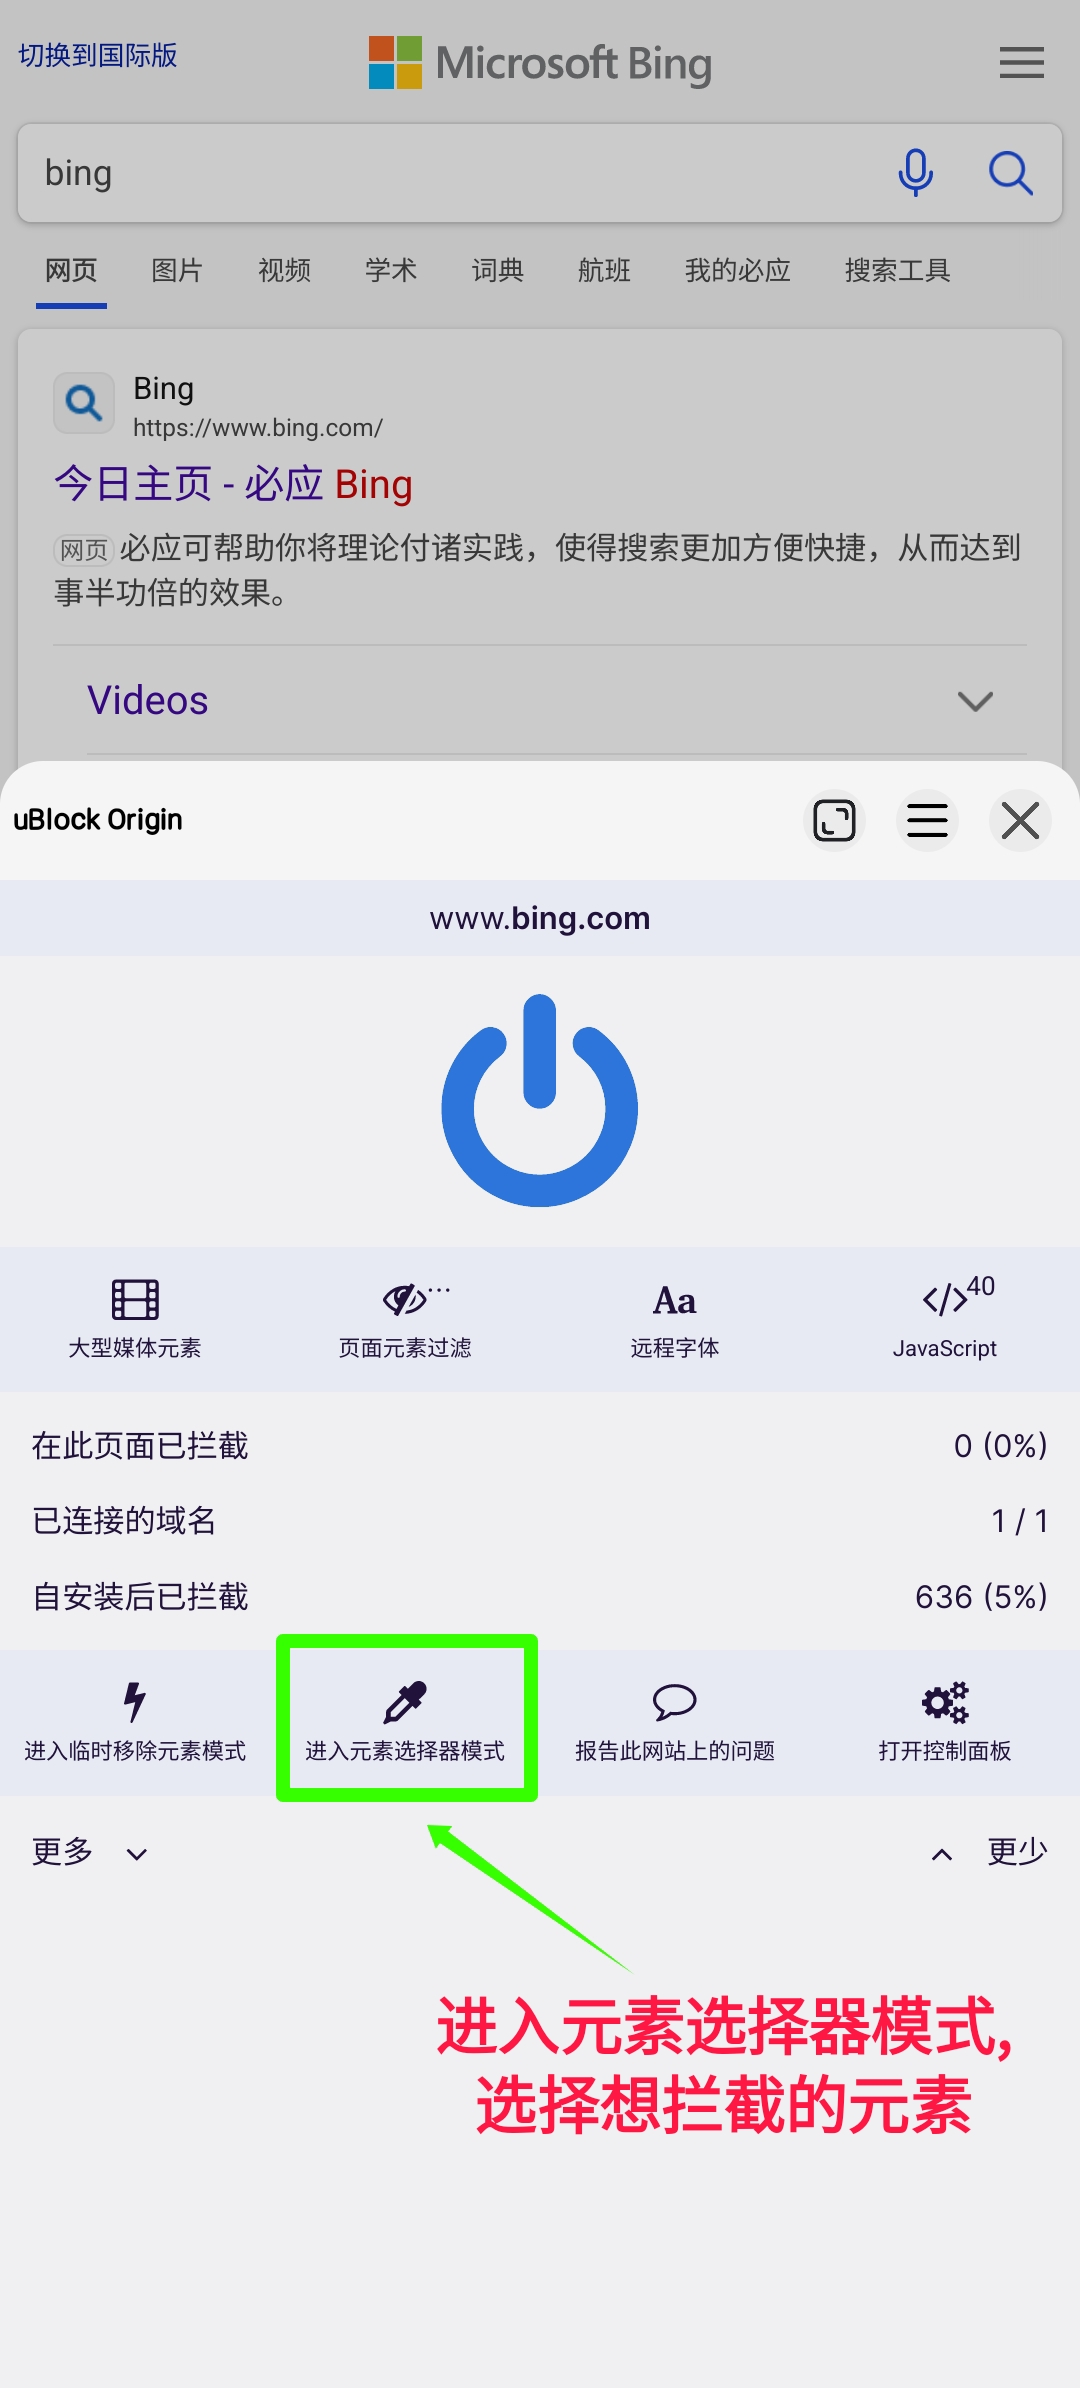 切换到国际版
Microsoft Bing
bing
网页 图片 视频 学术 词典 航班 我的必应 搜索工具
Bing
https://www.bing.com/
今日主页 - 必应 Bing
网页 必应可帮助你将理论付诸实践，使得搜索更加方便快捷，从而达到
事半功倍的效果。
Videos
uBlock Origin
www.bing.com
40
大型媒体元素 页面元素过滤 远程字体 JavaScript
在此页面已拦截 0 (0%)
已连接的域名 1 / 1
自安装后已拦截 636 (5%)
进入临时移除元素模式 进入元素选择器模式 报告此网站上的问题 打开控制面板
更多 更少
进入元素选择器模式,
选择想拦截的元素